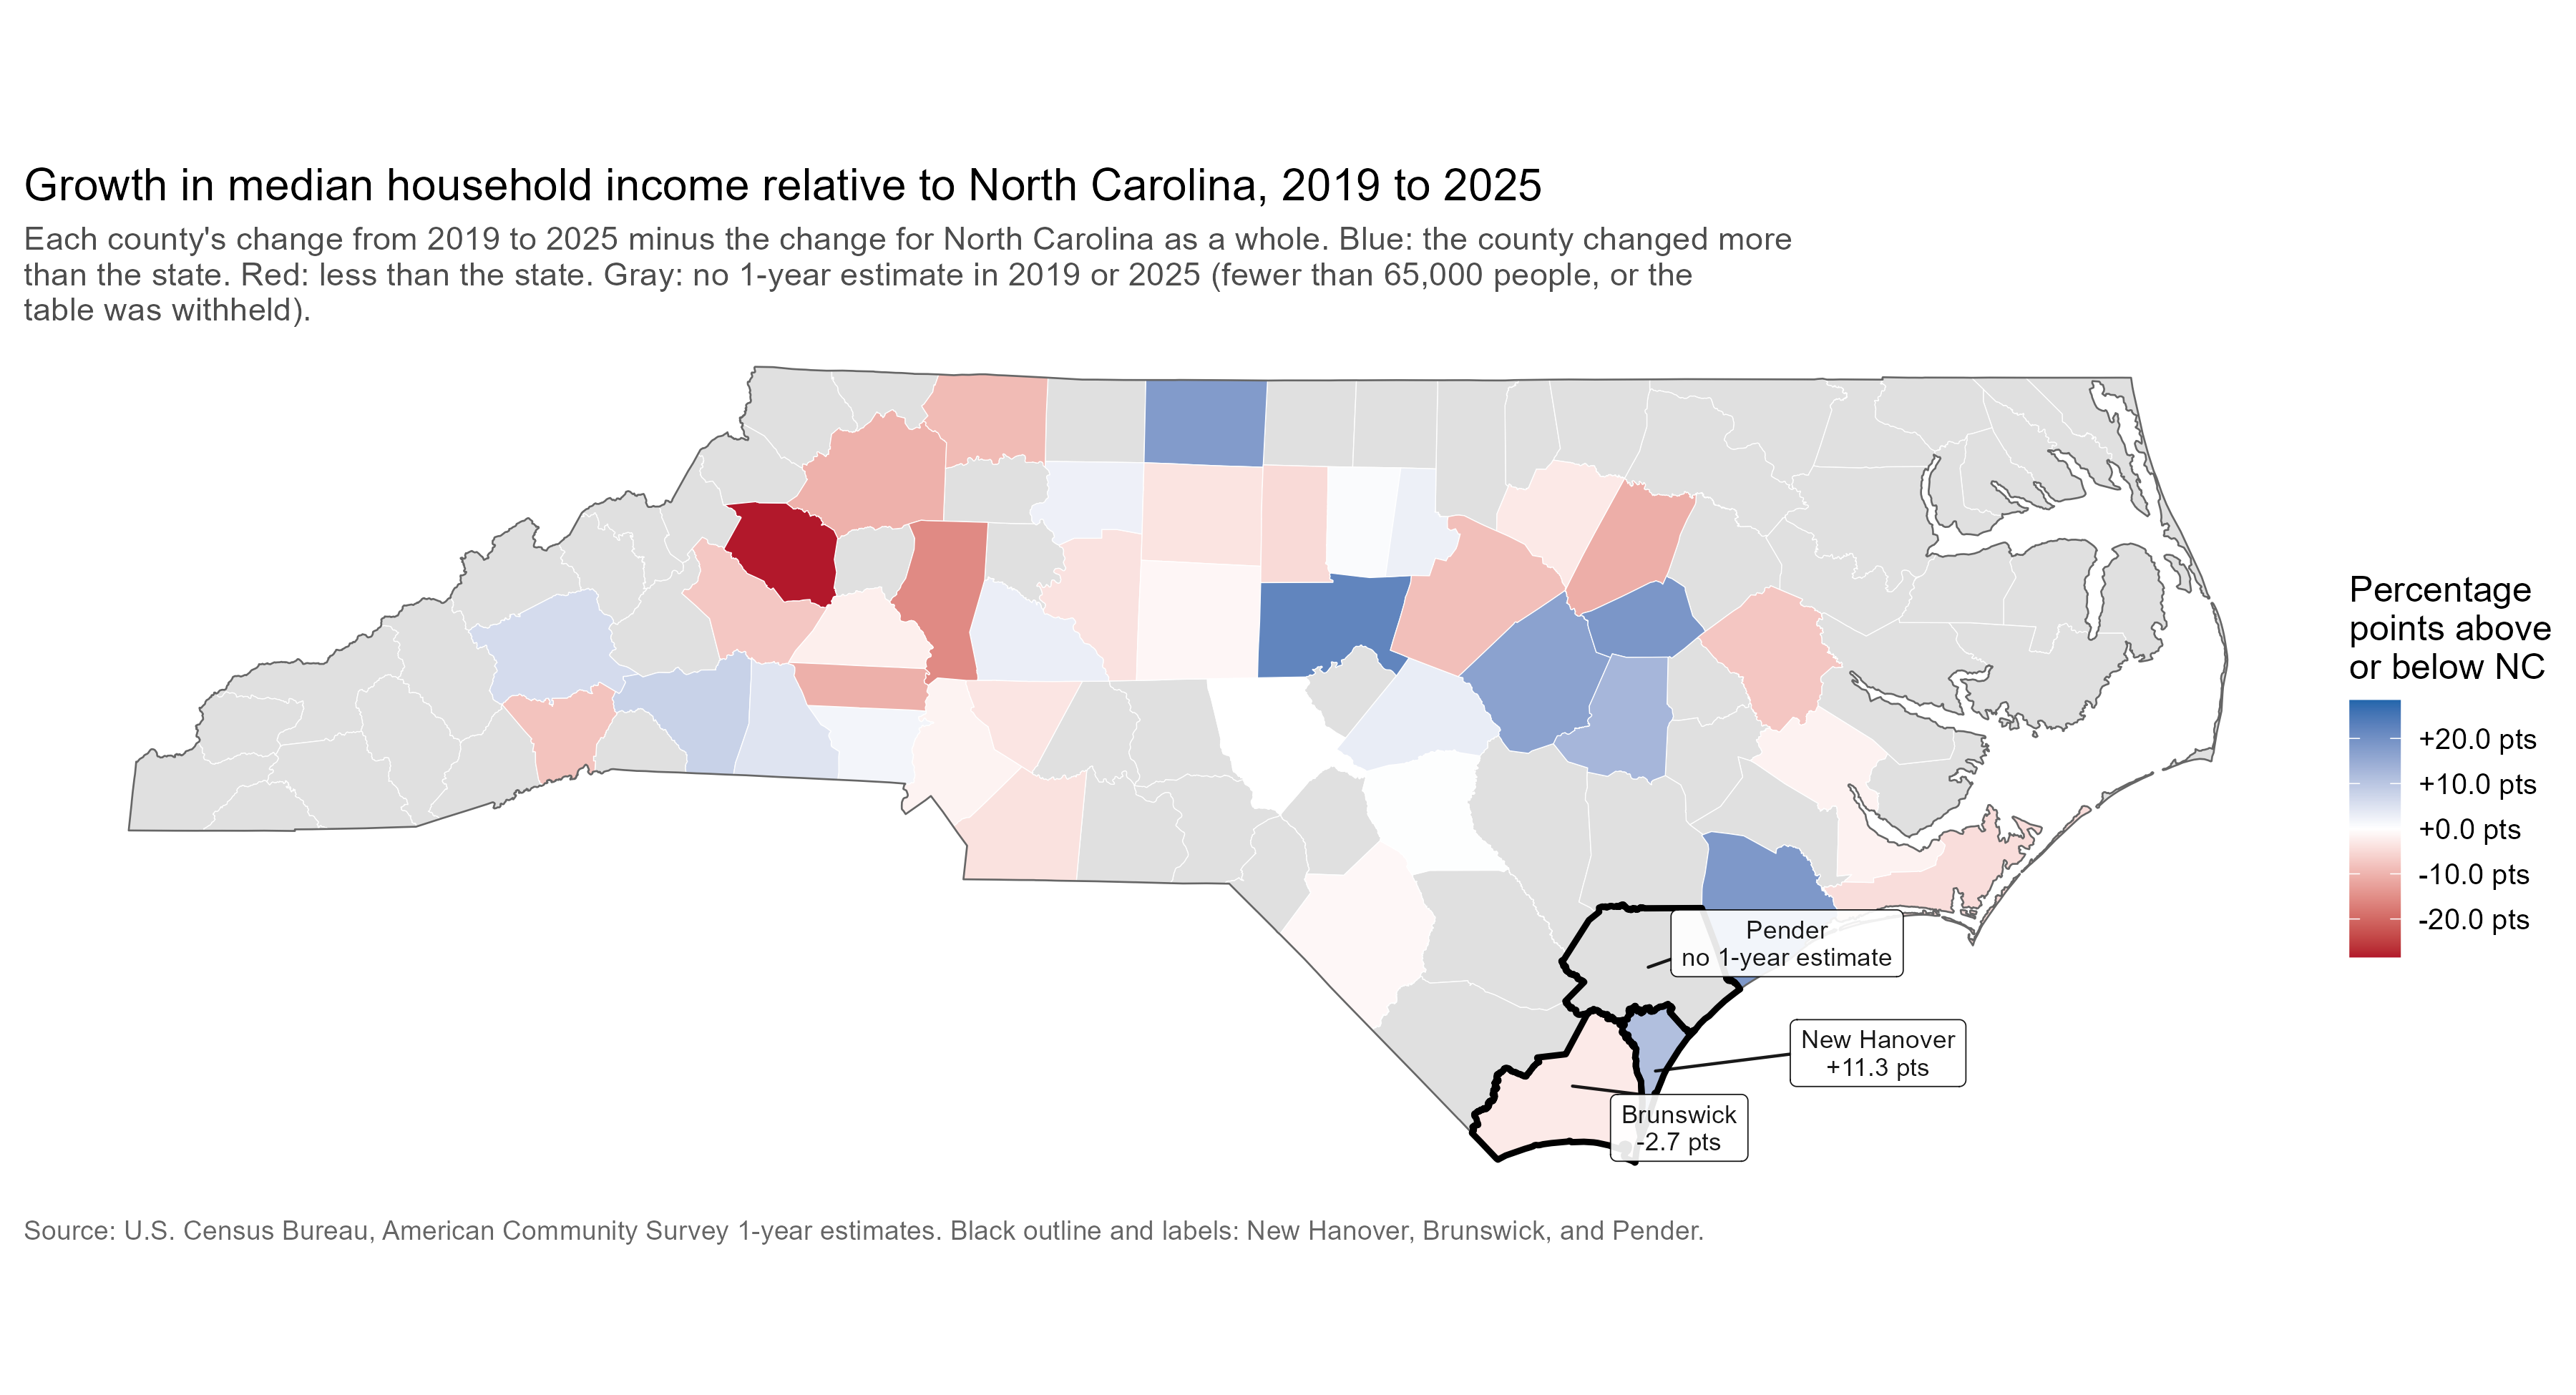 Growth in median household income relative to North Carolina, 2019 to 2025
Each county's change from 2019 to 2025 minus the change for North Carolina as a whole. Blue: the county changed more
than the state. Red: less than the state. Gray: no 1-year estimate in 2019 or 2025 (fewer than 65,000 people, or the
table was withheld).
Percentage
points above
or below NC
+20.0 pts
+10.0 pts
+0.0 pts
-10.0 pts
-20.0 pts
Pender
no 1-year estimate
New Hanover
+11.3 pts
Brunswick
-2.7 pts
Source: U.S. Census Bureau, American Community Survey 1-year estimates. Black outline and labels: New Hanover, Brunswick, and Pender.